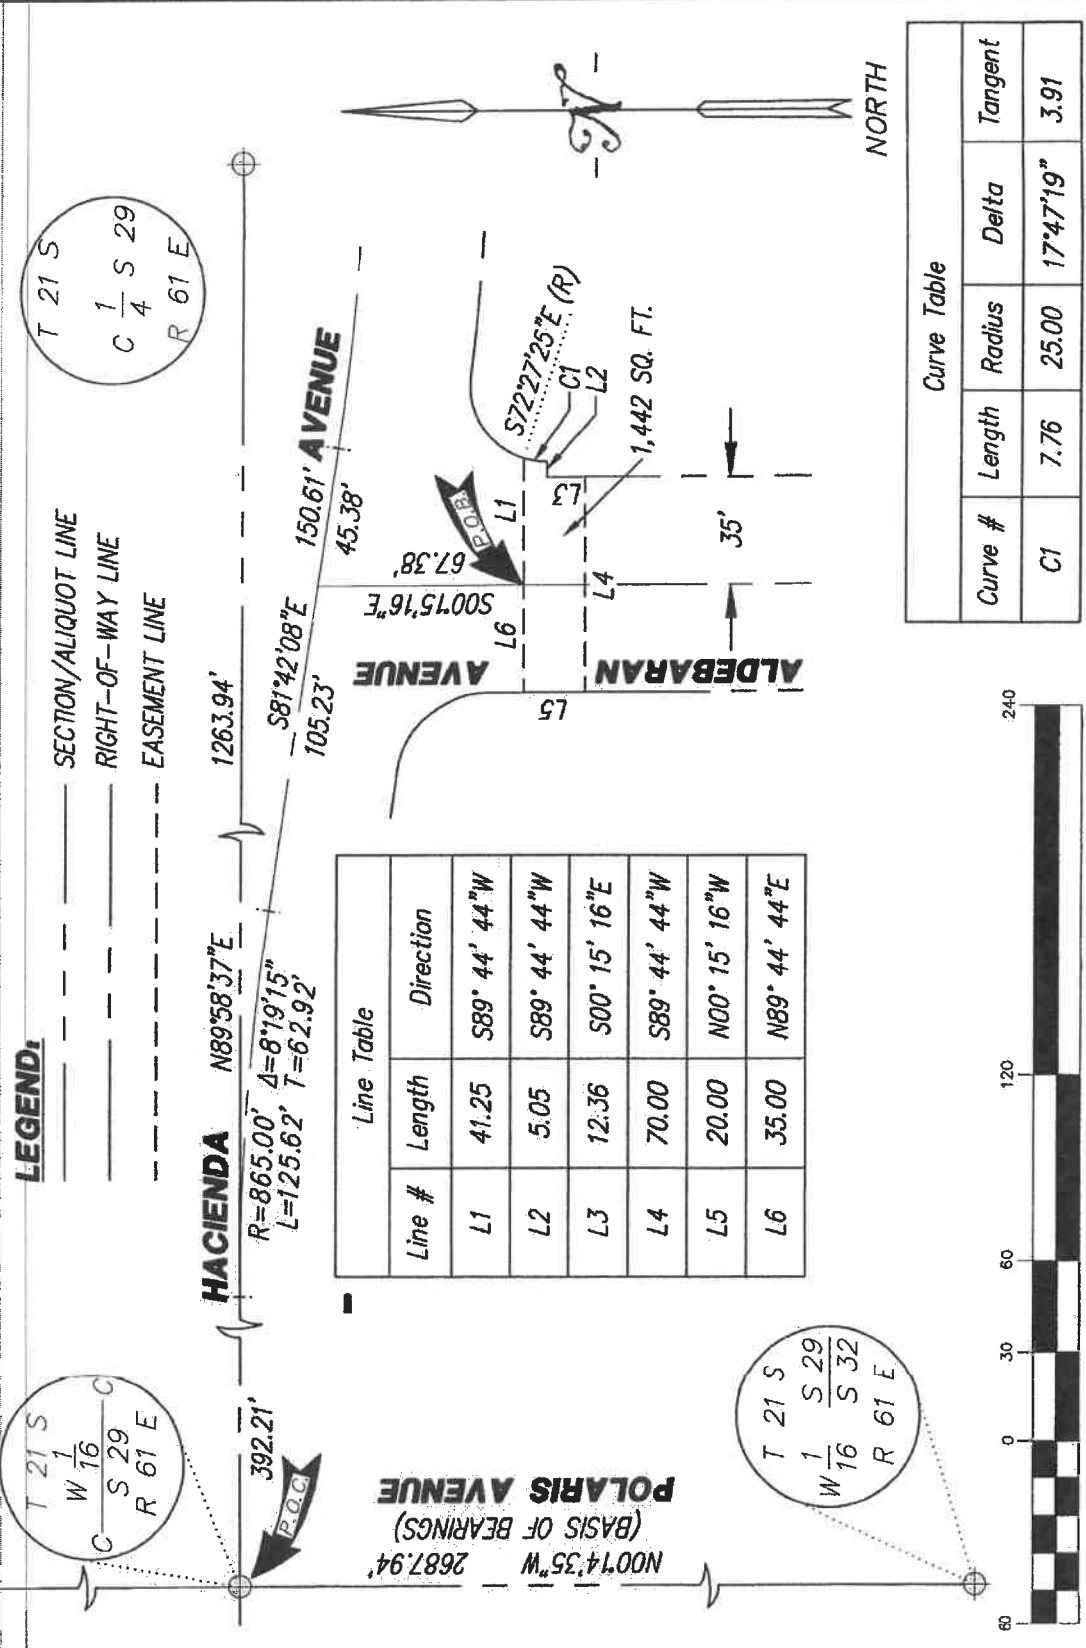 LEGEND:
SECTION/ALIQUOT LINE
RIGHT-OF-WAY LINE
EASEMENT LINE
T 21 S
W 1/16
C C
S 29
R 61 E
T 21 S
C 1/4 S 29
R 61 E
HACIENDA
N89°58'37"E
1263.94'
392.21'
P.O.C.
R=865.00' Δ=8°19'15"
L=125.62' T=62.92'
S81°42'08"E
105.23'
150.61'
AVENUE
45.38'
S00°15'16"E
67.38'
P.O.B.
AVENUE
L6
L1
S72°27'25"E (R)
C1
L2
L3
L5
L4
1,442 SQ. FT.
ALDEBARAN
35'
NORTH
N00°14'35"W 2687.94'
(BASIS OF BEARINGS)
POLARIS AVENUE
T 21 S
W 1/16 S 29
S 32
R 61 E
Line Table
Line # Length Direction
L1 41.25 S89° 44' 44"W
L2 5.05 S89° 44' 44"W
L3 12.36 S00° 15' 16"E
L4 70.00 S89° 44' 44"W
L5 20.00 N00° 15' 16"W
L6 35.00 N89° 44' 44"E
Curve Table
Curve # Length Radius Delta Tangent
C1 7.76 25.00 17°47'19" 3.91
60 0 30 60 120 240